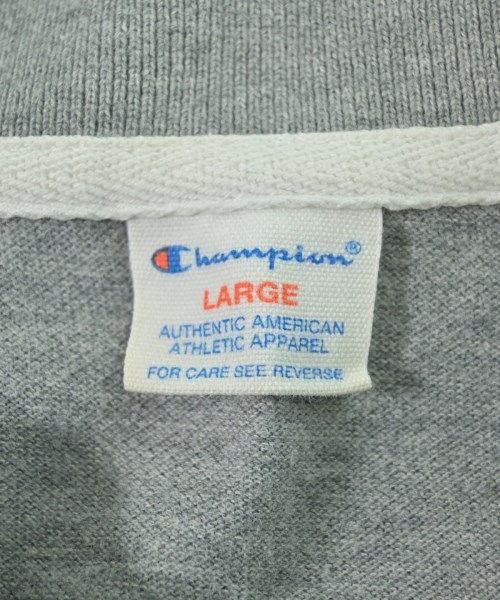 Champion®
LARGE
AUTHENTIC AMERICAN
ATHLETIC APPAREL
FOR CARE SEE REVERSE